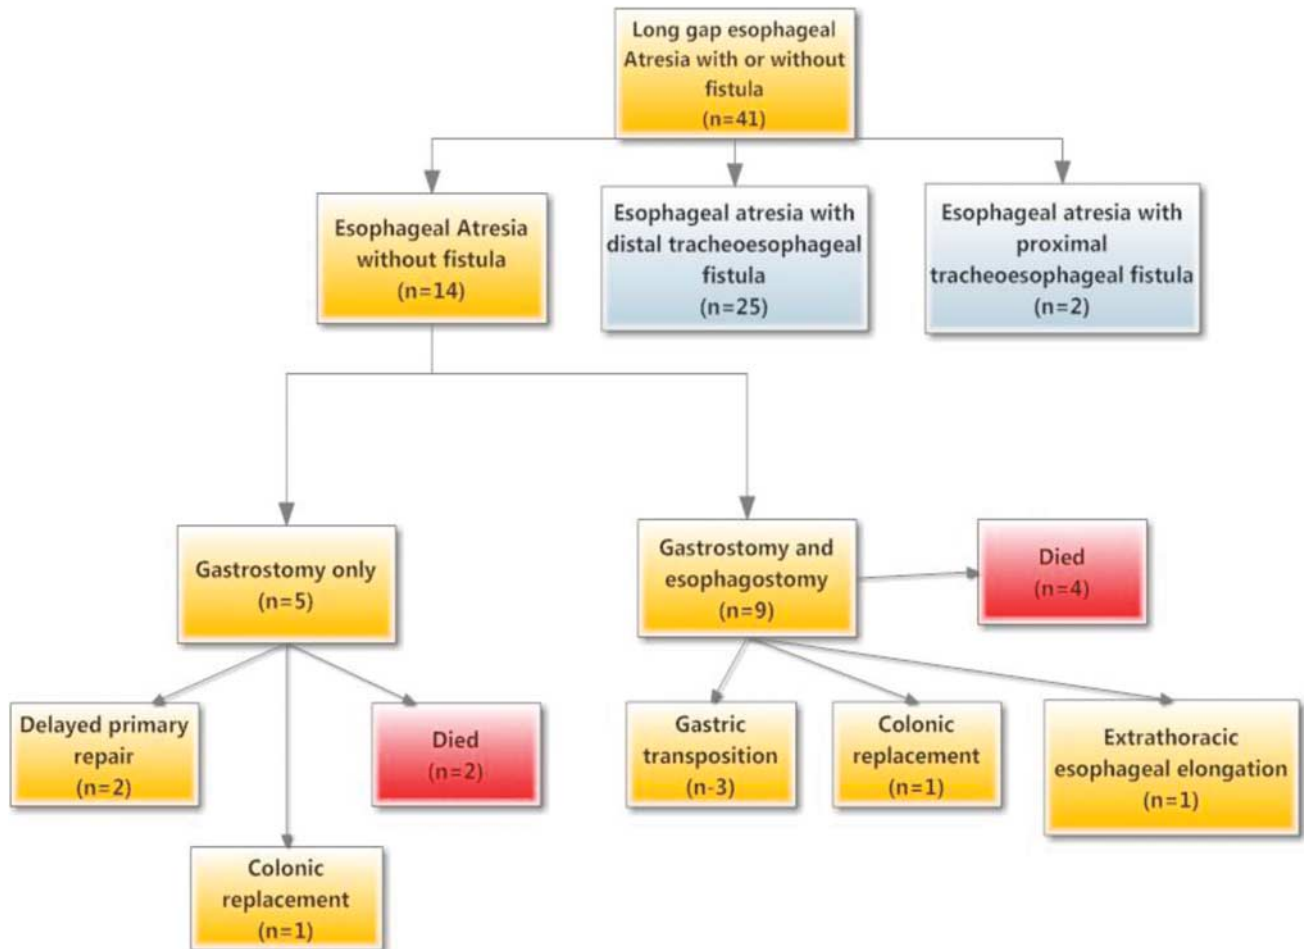 Long gap esophageal
Atresia with or without
fistula
(n=41)
Esophageal Atresia
without fistula
(n=14)
Esophageal atresia with
distal tracheoesophageal
fistula
(n=25)
Esophageal atresia with
proximal
tracheoesophageal fistula
(n=2)
Gastrostomy only
(n=5)
Gastrostomy and
esophagostomy
(n=9)
Died
(n=4)
Delayed primary
repair
(n=2)
Died
(n=2)
Gastric
transposition
(n-3)
Colonic
replacement
(n=1)
Extrathoracic
esophageal elongation
(n=1)
Colonic
replacement
(n=1)